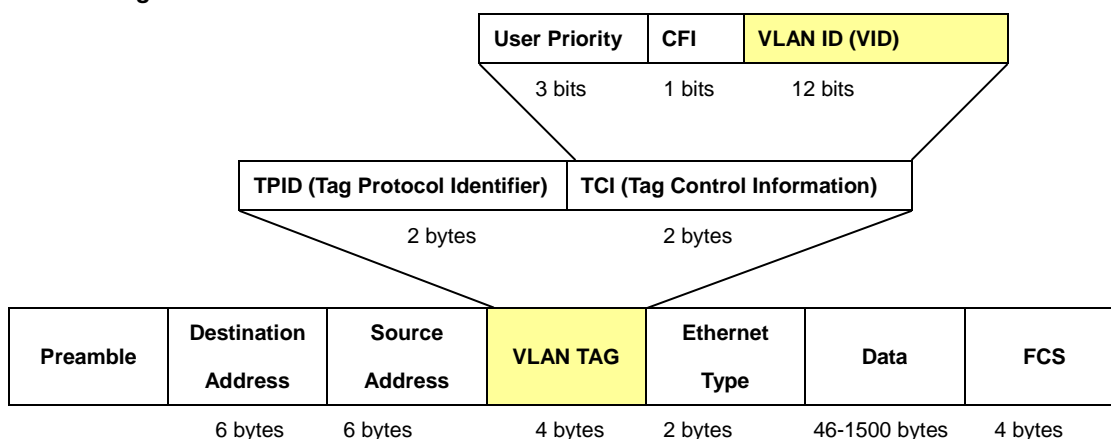 User Priority CFI VLAN ID (VID)
3 bits 1 bits 12 bits
TPID (Tag Protocol Identifier) TCI (Tag Control Information)
2 bytes 2 bytes
Preamble Destination Address Source Address VLAN TAG Ethernet Type Data FCS
6 bytes 6 bytes 4 bytes 2 bytes 46-1500 bytes 4 bytes